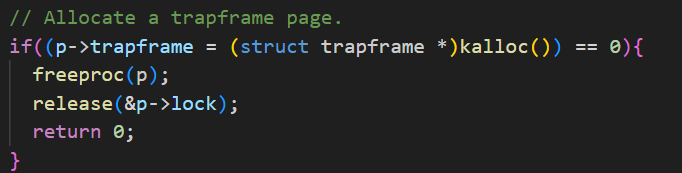 // Allocate a trapframe page.
if((p->trapframe = (struct trapframe *)kalloc()) == 0){
  freeproc(p);
  release(&p->lock);
  return 0;
}